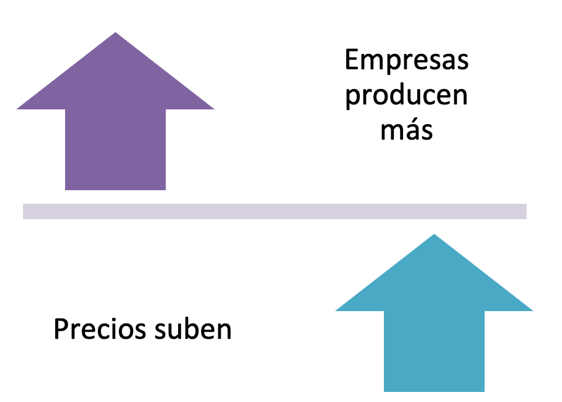 Empresas
producen
más
Precios suben